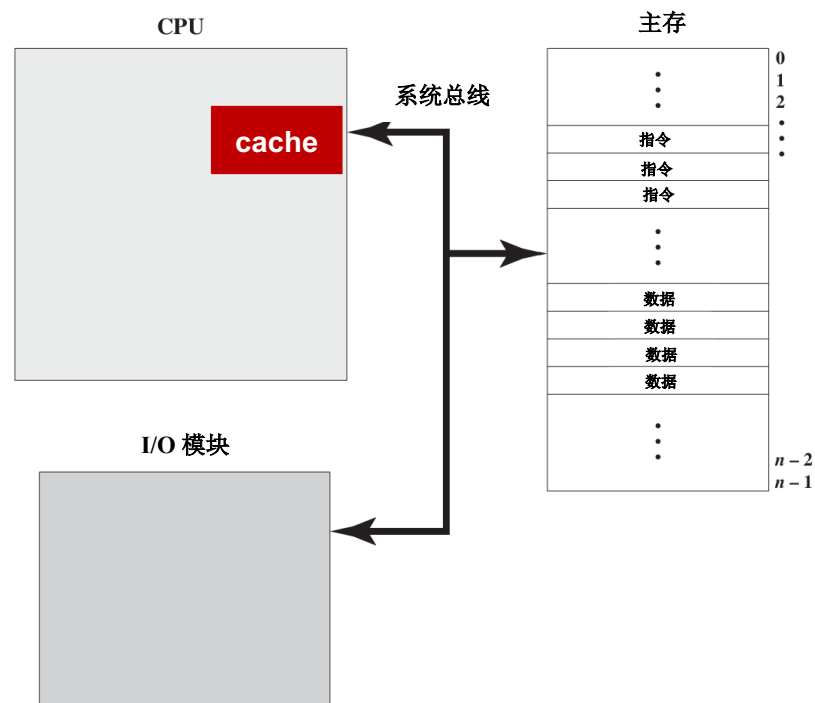 CPU
主存
系统总线
cache
0
1
2
指令
指令
指令
数据
数据
数据
数据
n – 2
n – 1
I/O 模块